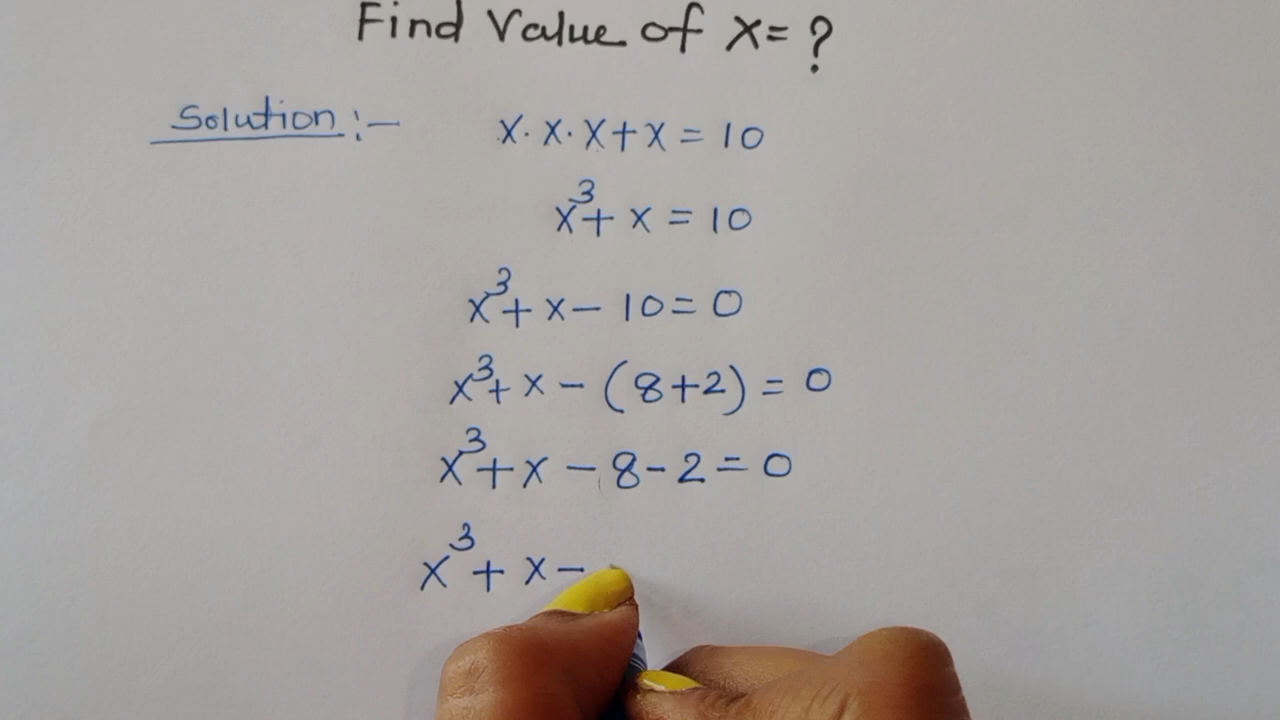 Find Value of x=?
Solution:- x·x·x+x=10
x³+x=10
x³+x-10=0
x³+x-(8+2)=0
x³+x-8-2=0
x³+x-